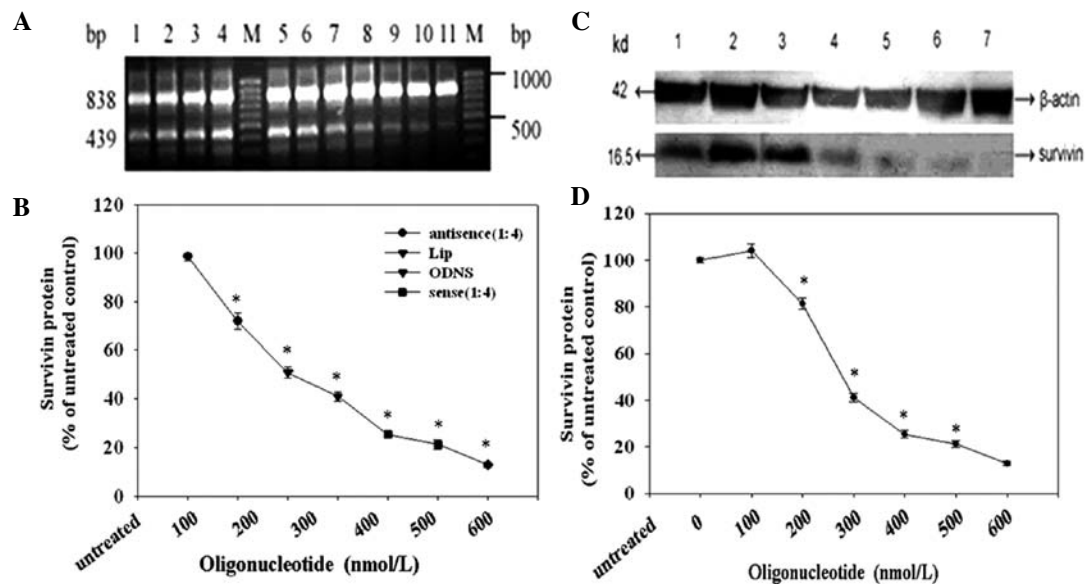 A
bp 1 2 3 4 M 5 6 7 8 9 10 11 M bp
838
439
1000
500
B
Survivin protein
(% of untreated control)
120
100
80
60
40
20
0
antisence(1:4)
Lip
ODNS
sense(1:4)
* * * * * *
untreated 100 200 300 400 500 600
Oligonucleotide (nmol/L)
C
kd 1 2 3 4 5 6 7
42 β-actin
16.5 survivin
D
Survivin protein
(% of untreated control)
120
100
80
60
40
20
0
* * * *
untreated 0 100 200 300 400 500 600
Oligonucleotide (nmol/L)